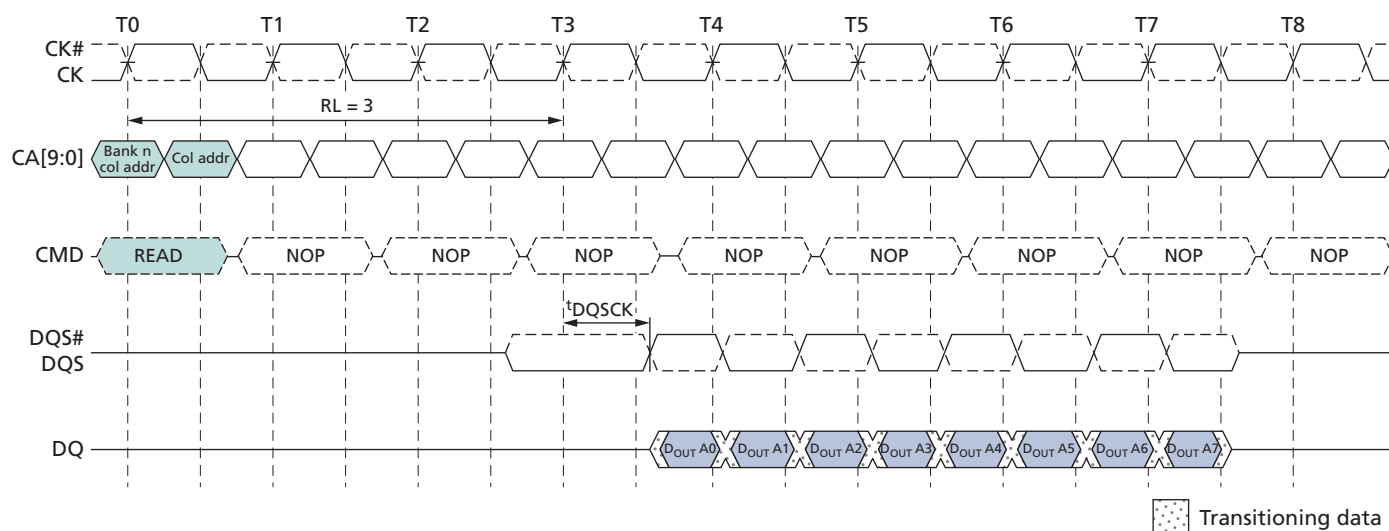 T0 T1 T2 T3 T4 T5 T6 T7 T8
CK#
CK
RL = 3
CA[9:0]
Bank n
col addr
Col addr
CMD READ NOP NOP NOP NOP NOP NOP NOP NOP
tDQSCK
DQS#
DQS
DQ DOUT A0 DOUT A1 DOUT A2 DOUT A3 DOUT A4 DOUT A5 DOUT A6 DOUT A7
Transitioning data